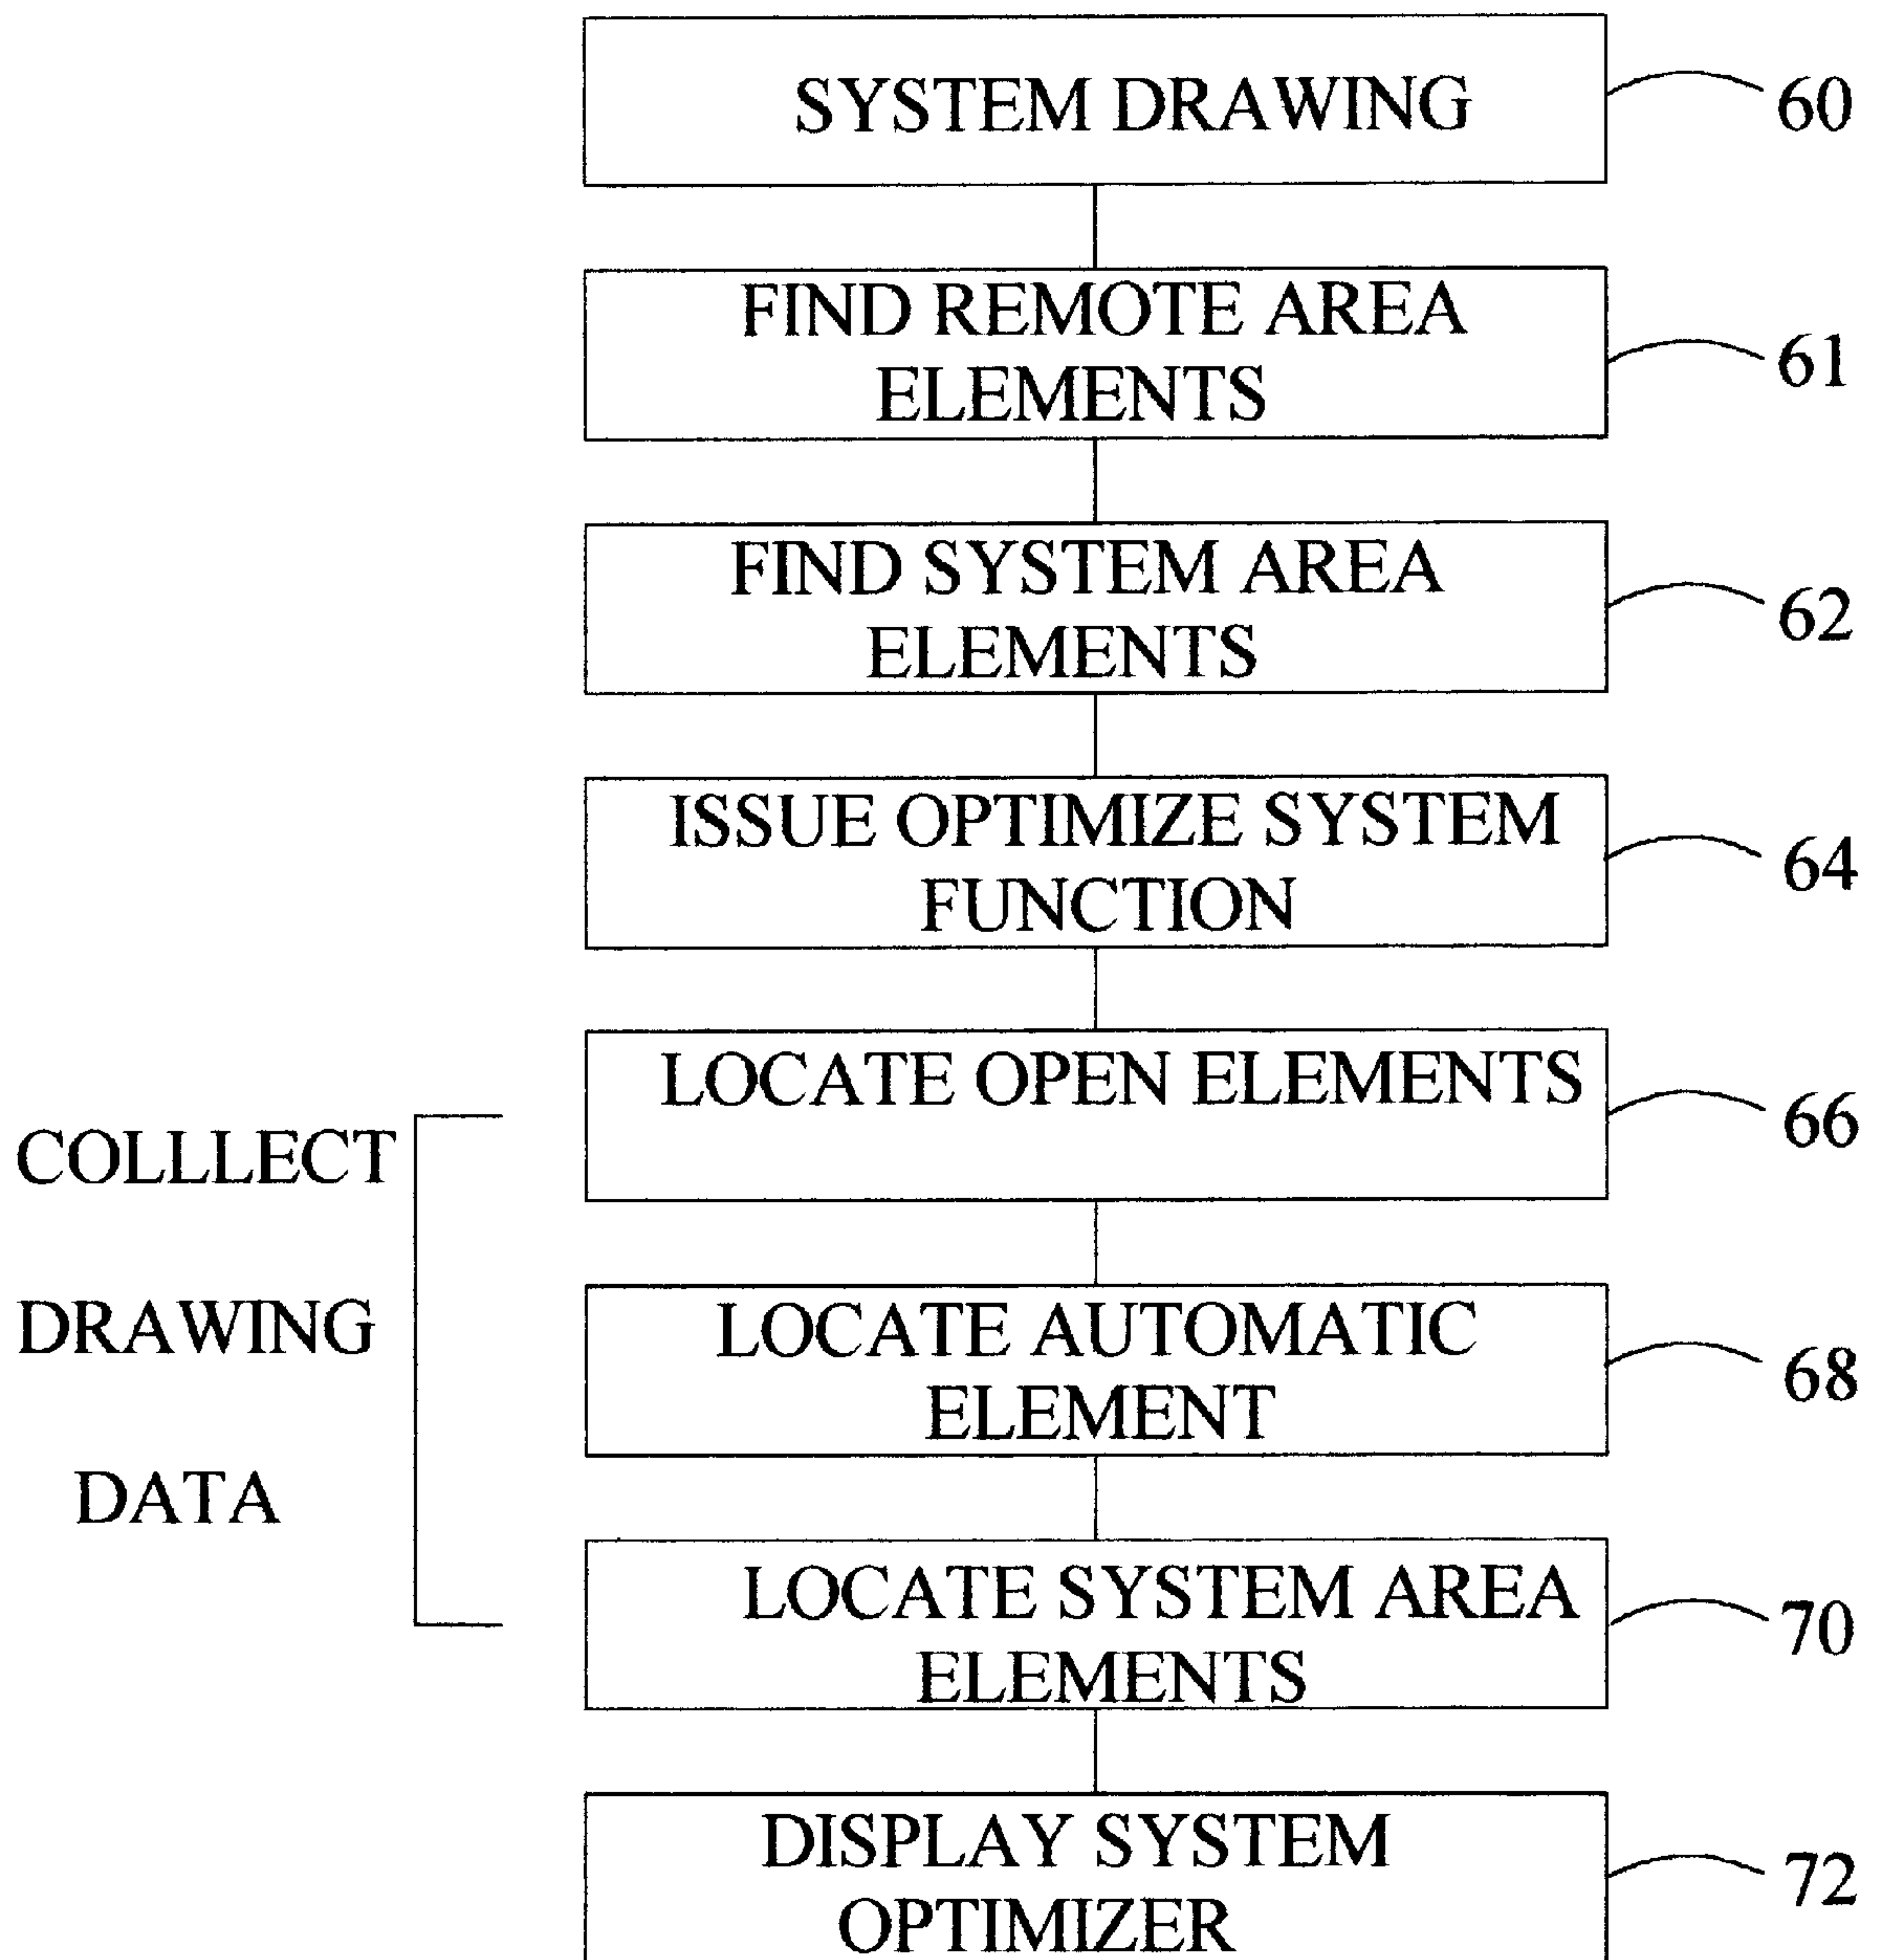 SYSTEM DRAWING
60
FIND REMOTE AREA
ELEMENTS
61
FIND SYSTEM AREA
ELEMENTS
62
ISSUE OPTIMIZE SYSTEM
FUNCTION
64
LOCATE OPEN ELEMENTS
66
COLLLECT
DRAWING
DATA
LOCATE AUTOMATIC
ELEMENT
68
LOCATE SYSTEM AREA
ELEMENTS
70
DISPLAY SYSTEM
OPTIMIZER
72